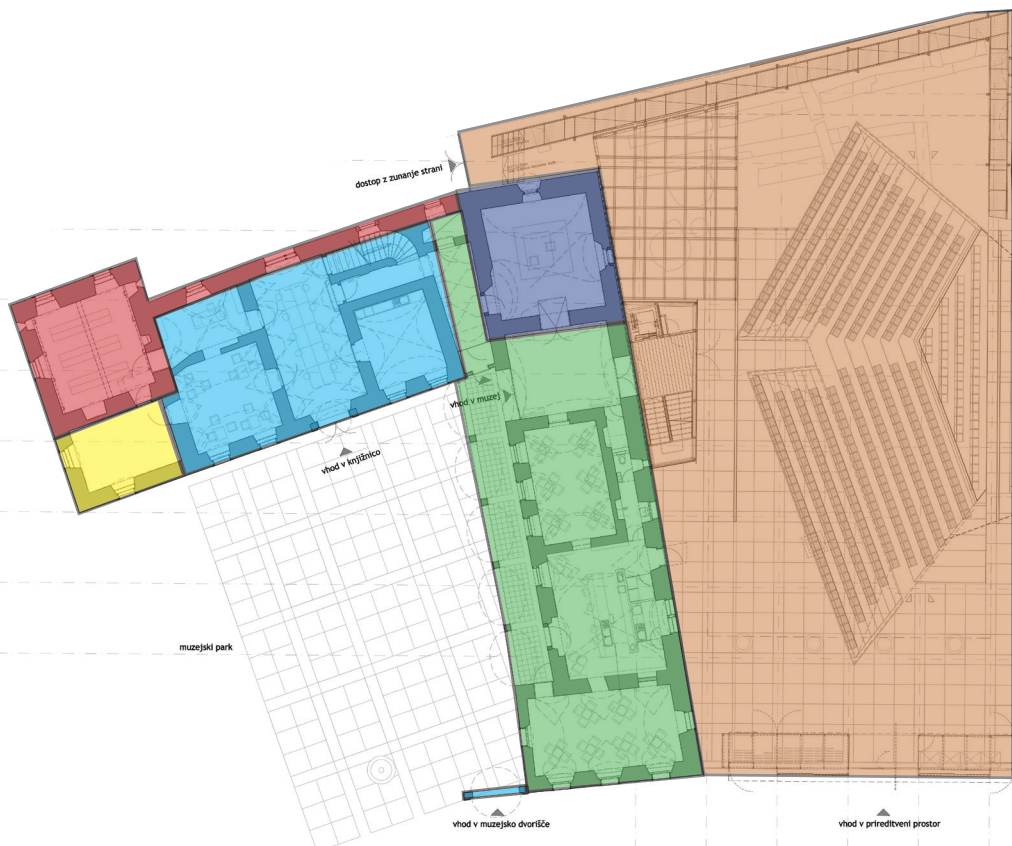 dostop z zunanje strani
vhod v muzej
vhod v knjižnico
muzejski park
vhod v muzejsko dvorišče
vhod v prireditveni prostor